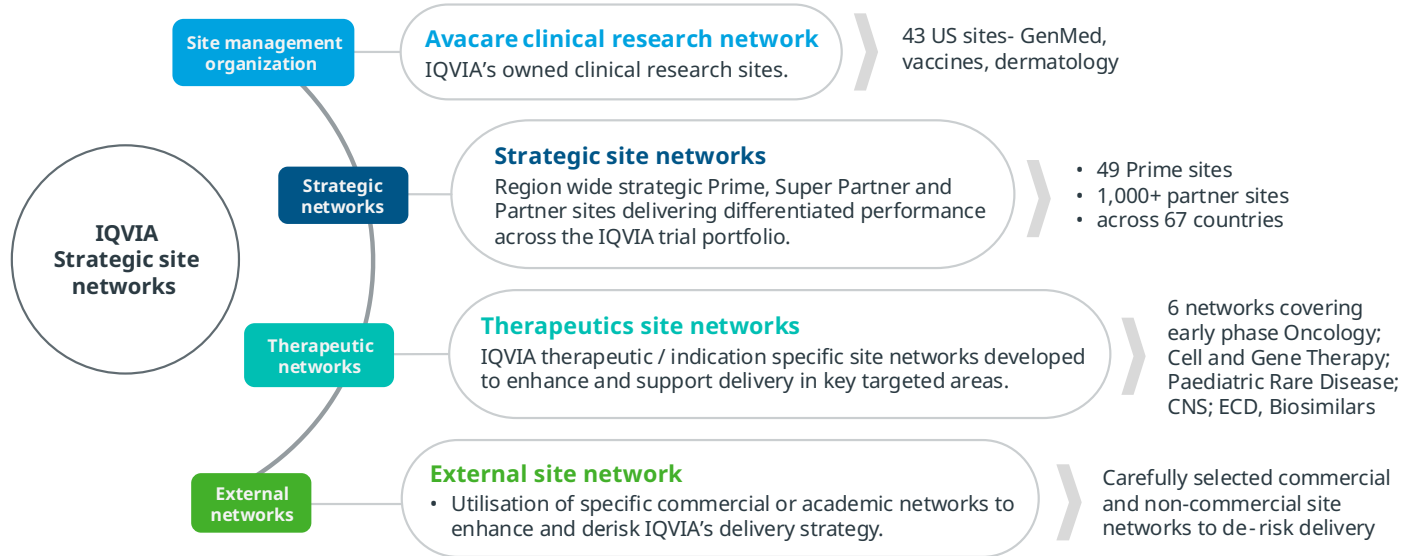 Site management
organization
Avacare clinical research network
IQVIA's owned clinical research sites.
43 US sites- GenMed,
vaccines, dermatology
IQVIA
Strategic site
networks
Strategic
networks
Strategic site networks
Region wide strategic Prime, Super Partner and
Partner sites delivering differentiated performance
across the IQVIA trial portfolio.
• 49 Prime sites
• 1,000+ partner sites
• across 67 countries
Therapeutic
networks
Therapeutics site networks
IQVIA therapeutic / indication specific site networks developed
to enhance and support delivery in key targeted areas.
6 networks covering
early phase Oncology;
Cell and Gene Therapy;
Paediatric Rare Disease;
CNS; ECD, Biosimilars
External
networks
External site network
• Utilisation of specific commercial or academic networks to
enhance and derisk IQVIA's delivery strategy.
Carefully selected commercial
and non-commercial site
networks to de-risk delivery